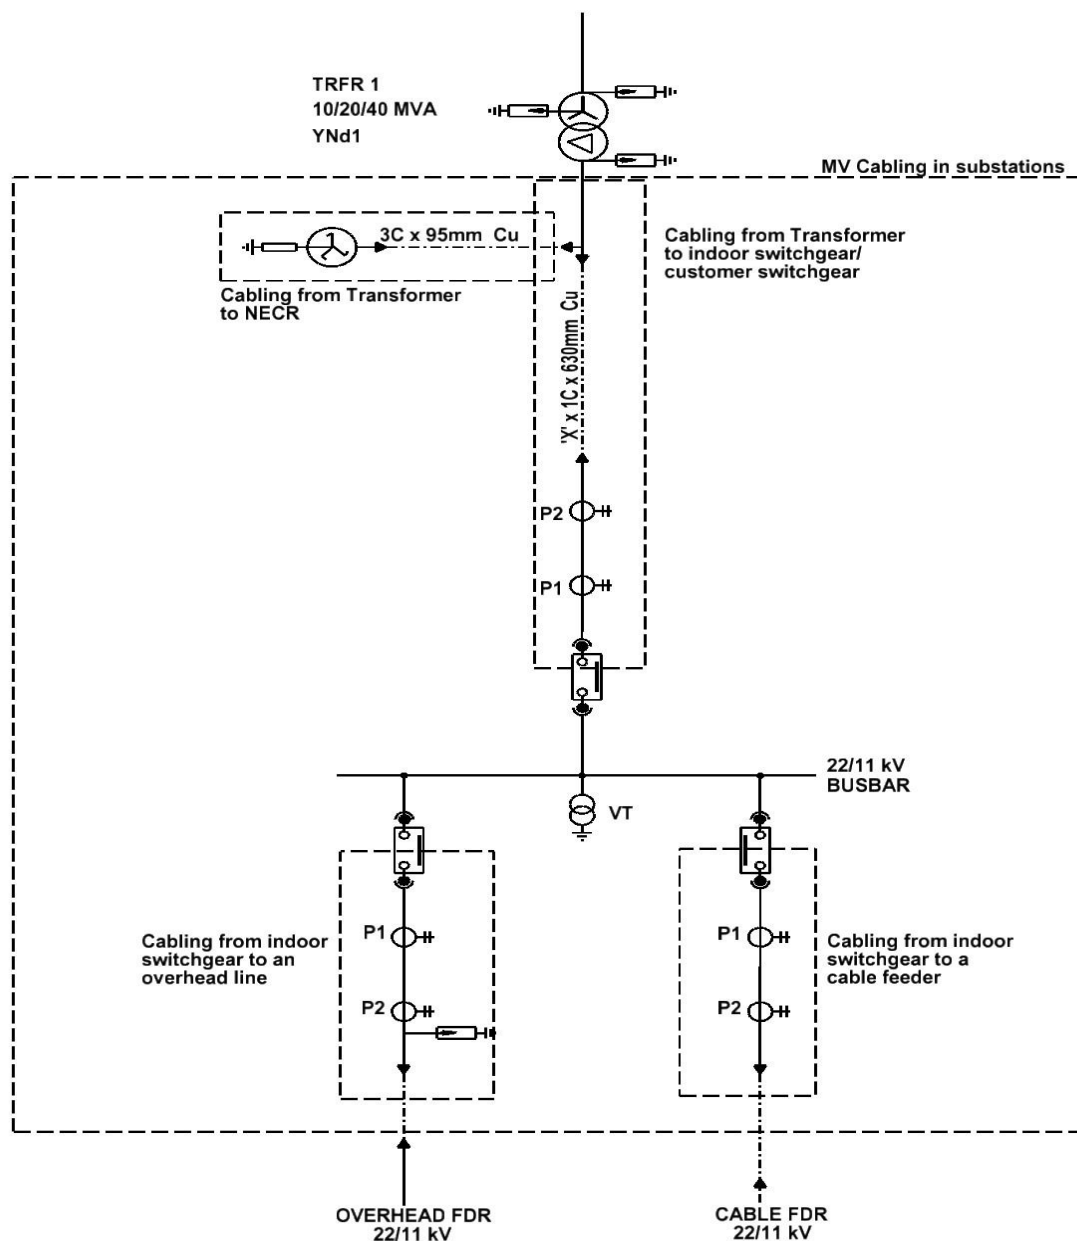 TRFR 1
10/20/40 MVA
YNd1
MV Cabling in substations
3C x 95mm Cu
Cabling from Transformer
to NECR
Cabling from Transformer
to indoor switchgear/
customer switchgear
'X' x 1C x 630mm Cu
P2
P1
22/11 kV
BUSBAR
VT
Cabling from indoor
switchgear to an
overhead line
P1
P2
P1
P2
Cabling from indoor
switchgear to a
cable feeder
OVERHEAD FDR
22/11 kV
CABLE FDR
22/11 kV